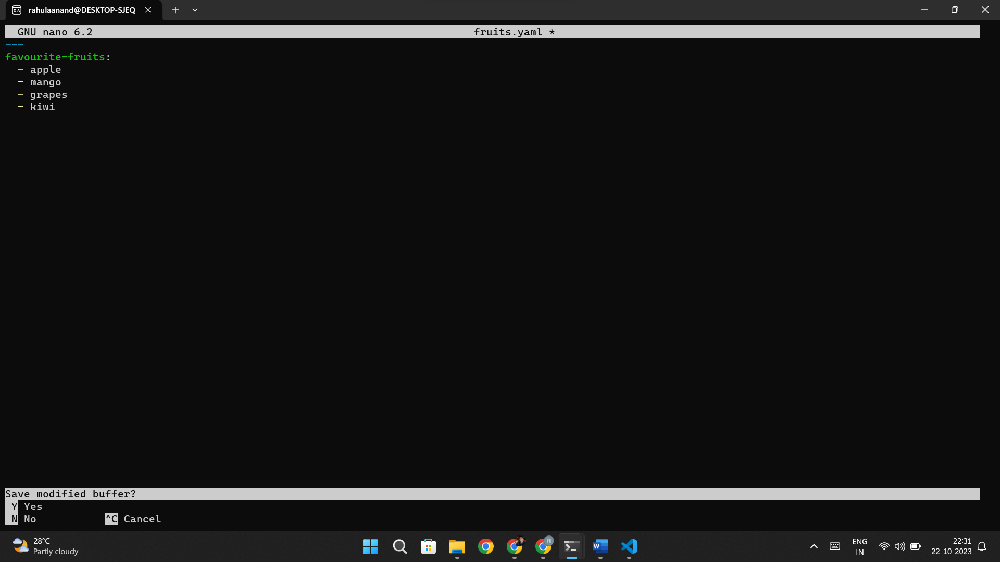 rahulaanand@DESKTOP-SJEQ
GNU nano 6.2 fruits.yaml *
---
favourite-fruits:
  - apple
  - mango
  - grapes
  - kiwi
Save modified buffer?
Y Yes
N No ^C Cancel
28°C
Partly cloudy
R
W
ENG
IN
22:31
22-10-2023